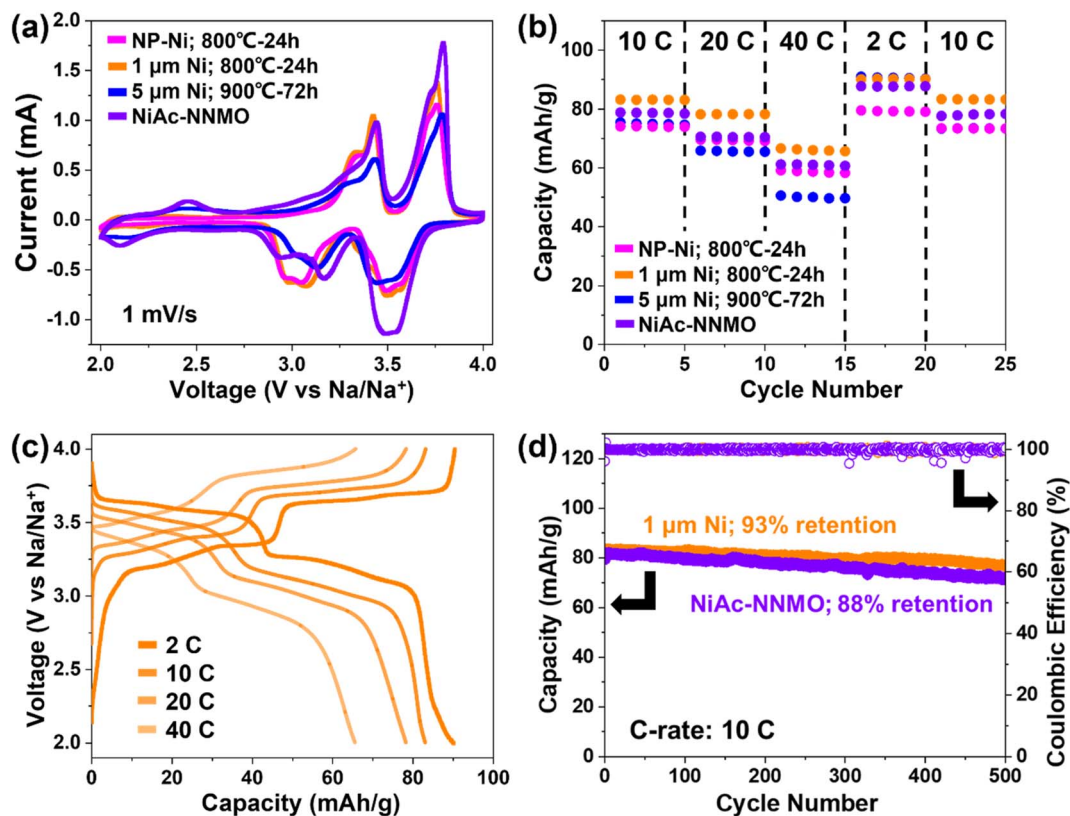 (a)
NP-Ni; 800℃-24h
1 μm Ni; 800℃-24h
5 μm Ni; 900℃-72h
NiAc-NNMO
2.0
1.5
1.0
0.5
0.0
-0.5
-1.0
Current (mA)
1 mV/s
2.0 2.5 3.0 3.5 4.0
Voltage (V vs Na/Na⁺)
(b)
10 C 20 C 40 C 2 C 10 C
100
80
60
40
20
0
Capacity (mAh/g)
NP-Ni; 800℃-24h
1 μm Ni; 800℃-24h
5 μm Ni; 900℃-72h
NiAc-NNMO
0 5 10 15 20 25
Cycle Number
(c)
4.0
3.5
3.0
2.5
2.0
Voltage (V vs Na/Na⁺)
2 C
10 C
20 C
40 C
0 20 40 60 80 100
Capacity (mAh/g)
(d)
120
100
80
60
40
20
0
Capacity (mAh/g)
1 μm Ni; 93% retention
NiAc-NNMO; 88% retention
C-rate: 10 C
100
80
60
40
20
0
Coulombic Efficiency (%)
0 100 200 300 400 500
Cycle Number